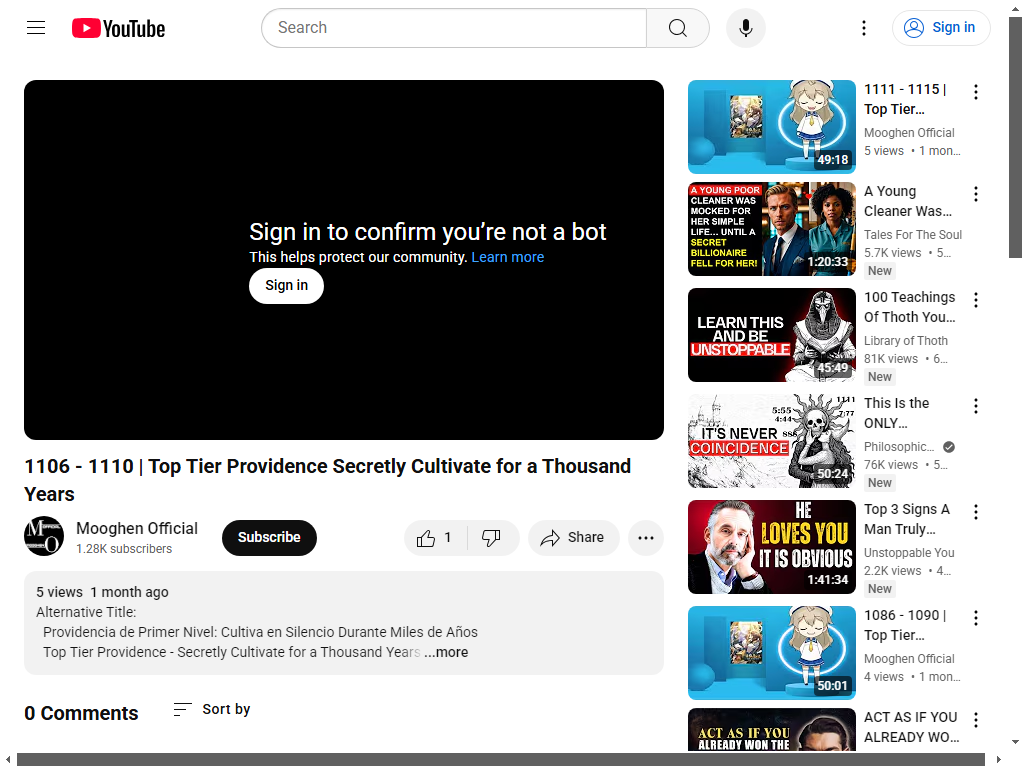 YouTube
Search
Sign in
Sign in to confirm you’re not a bot
This helps protect our community. Learn more
Sign in
1106 - 1110 | Top Tier Providence Secretly Cultivate for a Thousand
Years
Mooghen Official
1.28K subscribers
Subscribe
1
Share
5 views 1 month ago
Alternative Title:
Providencia de Primer Nivel: Cultiva en Silencio Durante Miles de Años
Top Tier Providence - Secretly Cultivate for a Thousand Years ...more
0 Comments
Sort by
49:18
1111 - 1115 |
Top Tier…
Mooghen Official
5 views • 1 mon…
A YOUNG POOR
CLEANER WAS
MOCKED FOR
HER SIMPLE
LIFE... UNTIL A
SECRET
BILLIONAIRE
FELL FOR HER!
1:20:33
A Young
Cleaner Was…
Tales For The Soul
5.7K views • 5…
New
LEARN THIS
AND BE
UNSTOPPABLE
45:49
100 Teachings
Of Thoth You…
Library of Thoth
81K views • 6…
New
5:55
4:44
1111
777
888
IT'S NEVER
COINCIDENCE
50:24
This Is the
ONLY…
Philosophic…
76K views • 5…
New
HE
LOVES YOU
IT IS OBVIOUS
1:41:34
Top 3 Signs A
Man Truly…
Unstoppable You
2.2K views • 4…
New
50:01
1086 - 1090 |
Top Tier…
Mooghen Official
4 views • 1 mon…
ACT AS IF YOU
ALREADY WON THE
ACT AS IF YOU
ALREADY WO…